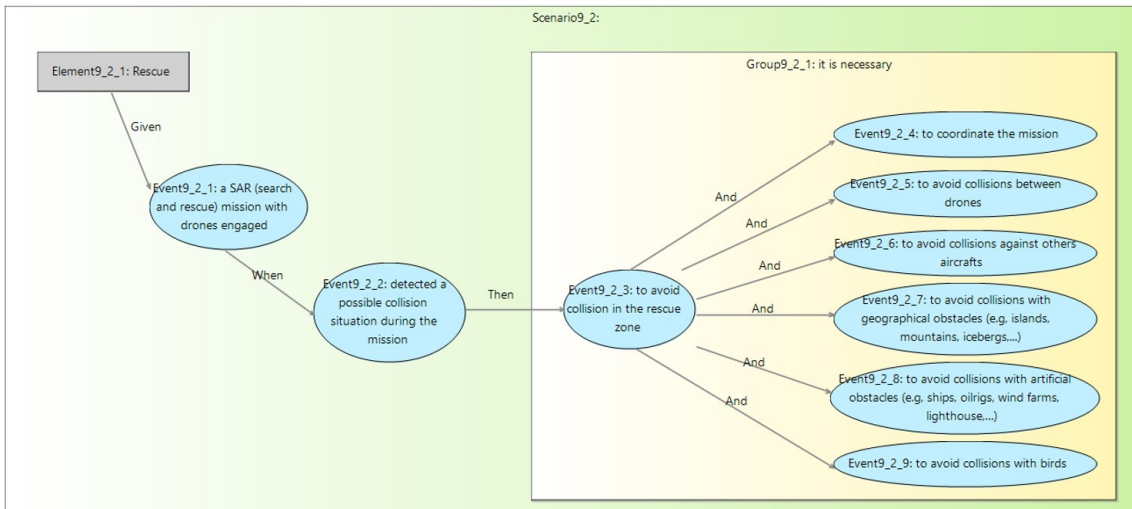 Scenario9_2:
Element9_2_1: Rescue
Group9_2_1: it is necessary
Given
Event9_2_1: a SAR (search
and rescue) mission with
drones engaged
When
Event9_2_2: detected a
possible collision
situation during the
mission
Then
Event9_2_3: to avoid
collision in the rescue
zone
And
Event9_2_4: to coordinate the mission
And
Event9_2_5: to avoid collisions between
drones
And
Event9_2_6: to avoid collisions against others
aircrafts
And
Event9_2_7: to avoid collisions with
geographical obstacles (e.g. islands,
mountains, icebergs,...)
And
Event9_2_8: to avoid collisions with artificial
obstacles (e.g. ships, oilrigs, wind farms,
lighthouse,...)
And
Event9_2_9: to avoid collisions with birds